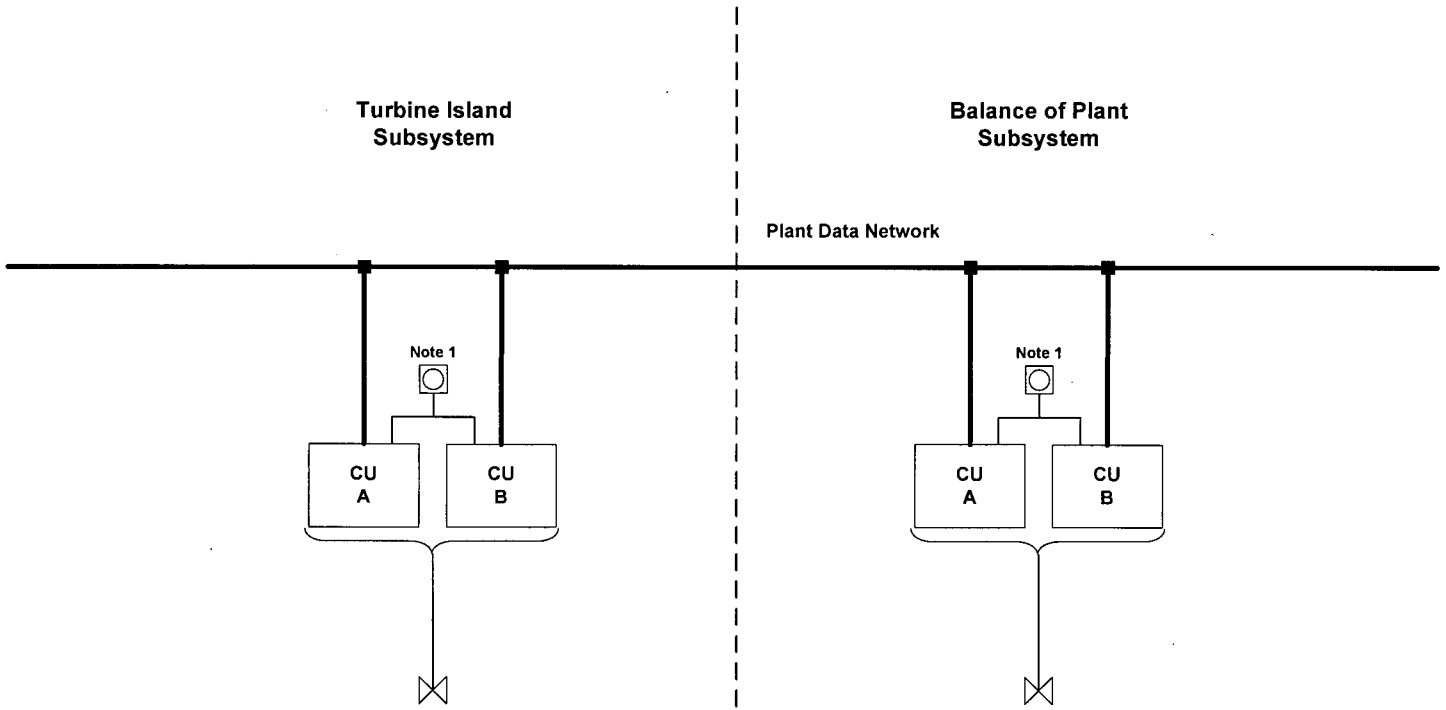 Turbine Island
Subsystem
Balance of Plant
Subsystem
Plant Data Network
Note 1
Note 1
CU
A
CU
B
CU
A
CU
B